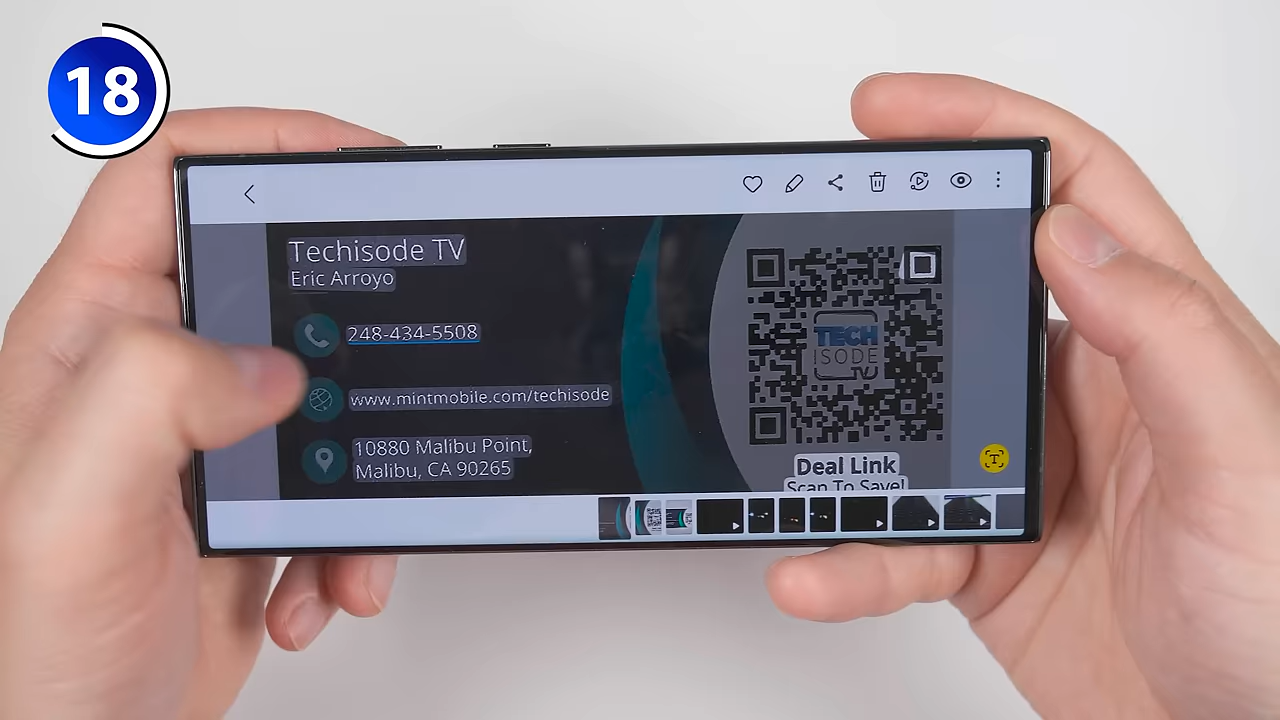 18
Techisode TV
Eric Arroyo
248-434-5508
www.mintmobile.com/techisode
10880 Malibu Point,
Malibu, CA 90265
TECH
ISODE
TV
Deal Link
Scan To Save!
T